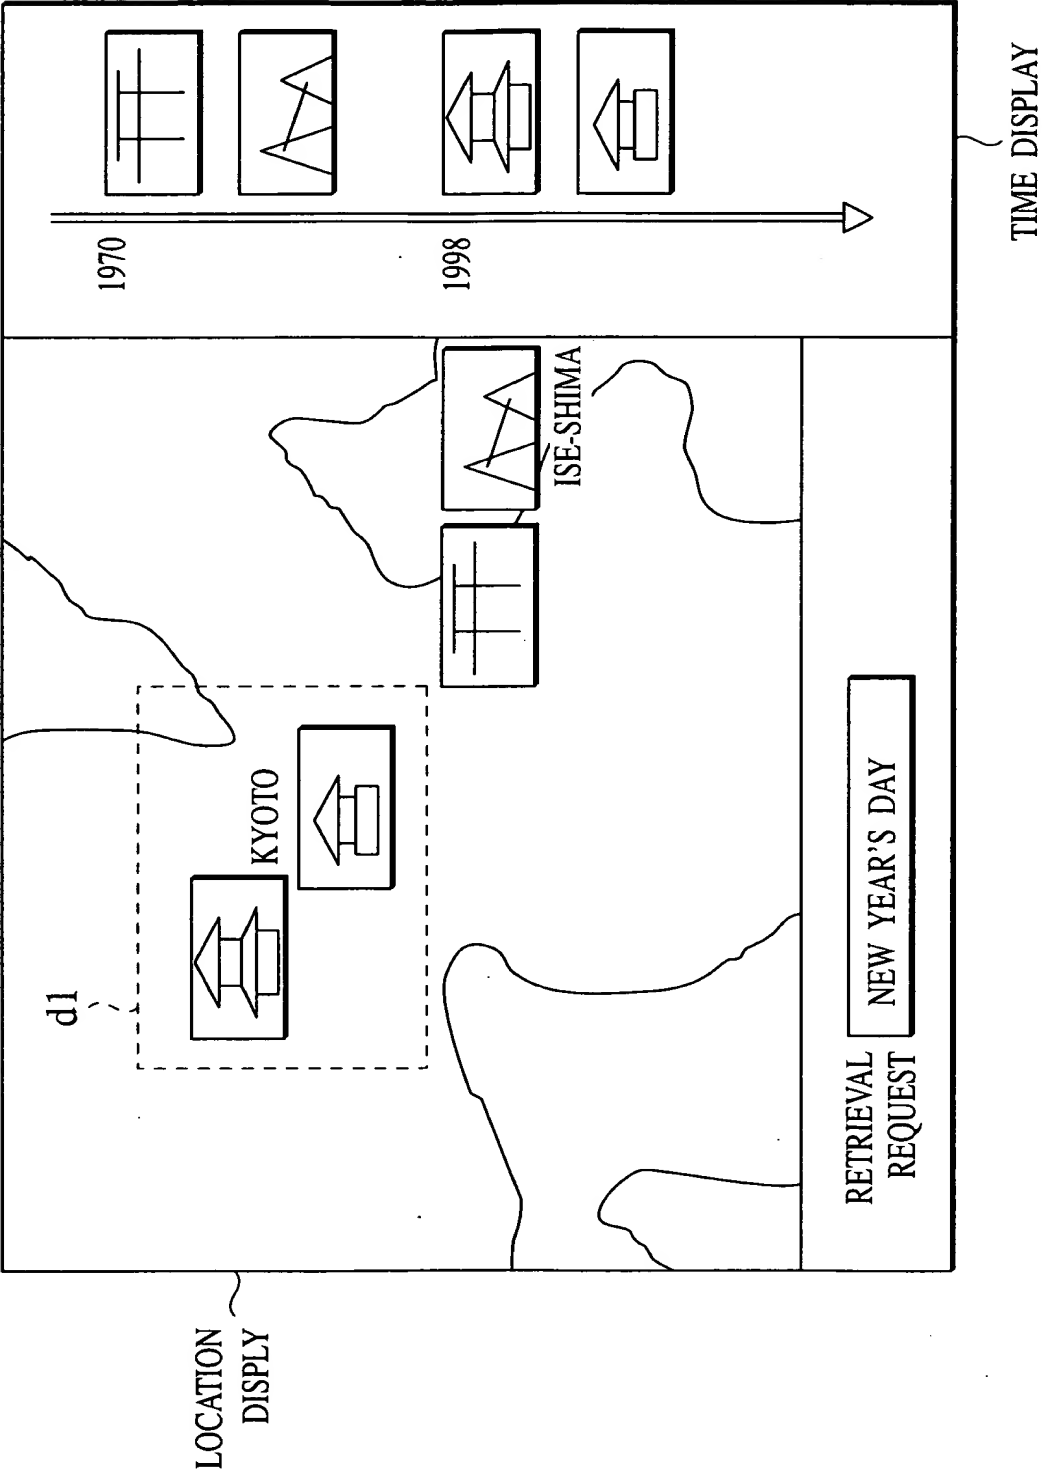 TIME DISPLAY
1970
1998
ISE-SHIMA
KYOTO
d1
NEW YEAR'S DAY
RETRIEVAL
REQUEST
LOCATION
DISPLY